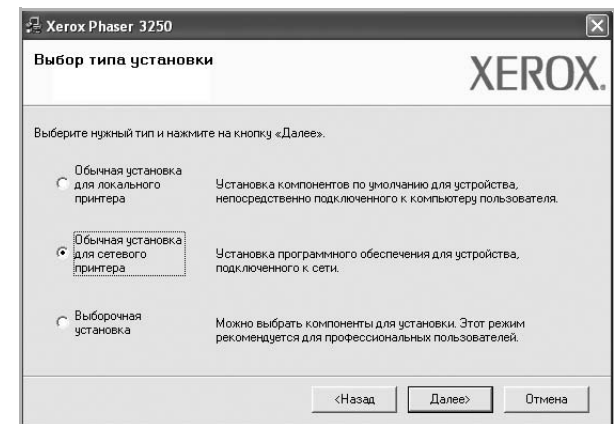 Xerox Phaser 3250
Выбор типа установки
XEROX.
Выберите нужный тип и нажмите на кнопку «Далее».
Обычная установка
для локального
принтера
Установка компонентов по умолчанию для устройства,
непосредственно подключенного к компьютеру пользователя.
Обычная установка
для сетевого
принтера
Установка программного обеспечения для устройства,
подключенного к сети.
Выборочная
установка
Можно выбрать компоненты для установки. Этот режим
рекомендуется для профессиональных пользователей.
<Назад
Далее>
Отмена